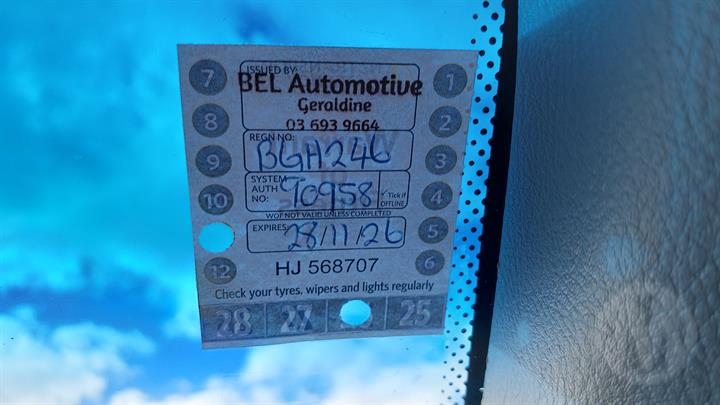 7 ISSUED BY: 1
BEL Automotive
Geraldine
8 03 693 9664 2
REGN NO: BGA246
9 3
SYSTEM AUTH NO: 90958 Tick if OFFLINE
10 4
WOF NOT VALID UNLESS COMPLETED
EXPIRES: 28/11/26 5
12 HJ 568707 6
Check your tyres, wipers and lights regularly
28 27 25